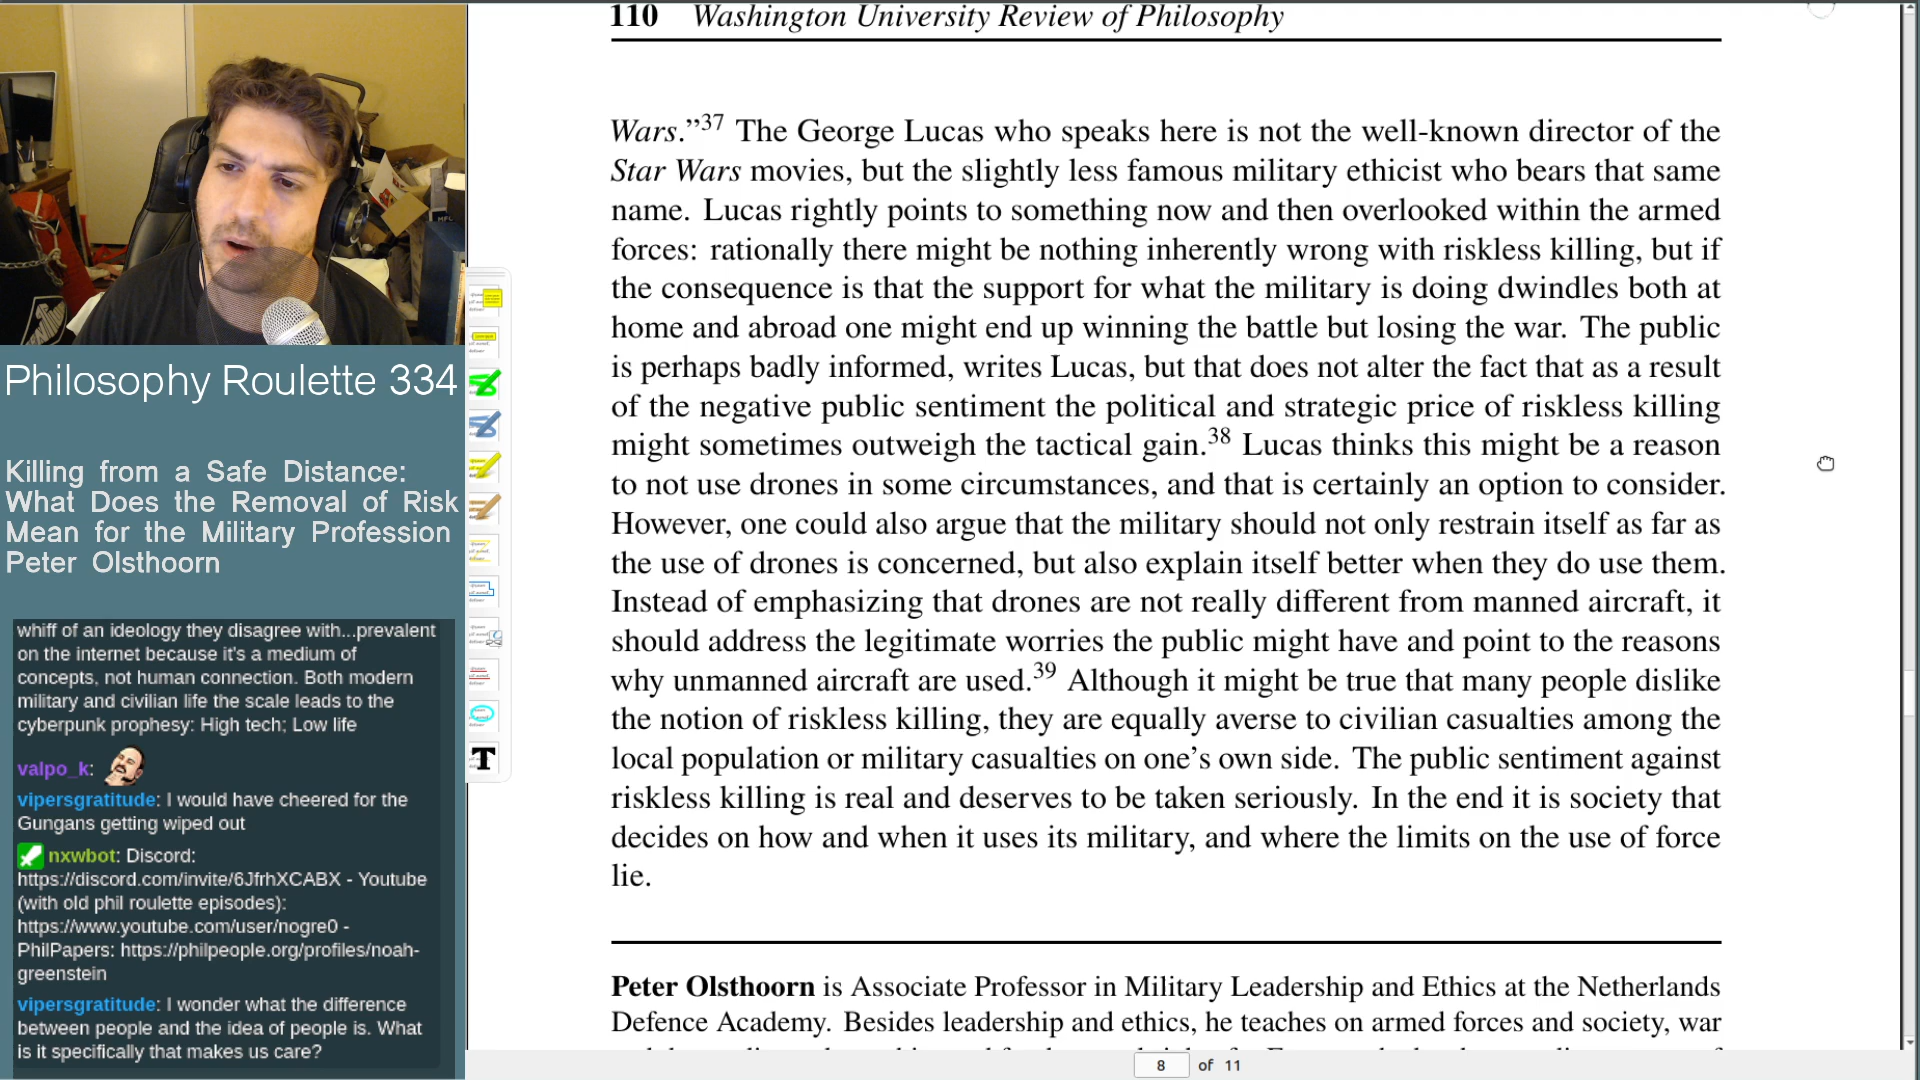 110 Washington University Review of Philosophy
Wars.”37 The George Lucas who speaks here is not the well-known director of the
Star Wars movies, but the slightly less famous military ethicist who bears that same
name. Lucas rightly points to something now and then overlooked within the armed
forces: rationally there might be nothing inherently wrong with riskless killing, but if
the consequence is that the support for what the military is doing dwindles both at
home and abroad one might end up winning the battle but losing the war. The public
is perhaps badly informed, writes Lucas, but that does not alter the fact that as a result
of the negative public sentiment the political and strategic price of riskless killing
might sometimes outweigh the tactical gain.38 Lucas thinks this might be a reason
to not use drones in some circumstances, and that is certainly an option to consider.
However, one could also argue that the military should not only restrain itself as far as
the use of drones is concerned, but also explain itself better when they do use them.
Instead of emphasizing that drones are not really different from manned aircraft, it
should address the legitimate worries the public might have and point to the reasons
why unmanned aircraft are used.39 Although it might be true that many people dislike
the notion of riskless killing, they are equally averse to civilian casualties among the
local population or military casualties on one’s own side. The public sentiment against
riskless killing is real and deserves to be taken seriously. In the end it is society that
decides on how and when it uses its military, and where the limits on the use of force
lie.
Peter Olsthoorn is Associate Professor in Military Leadership and Ethics at the Netherlands
Defence Academy. Besides leadership and ethics, he teaches on armed forces and society, war
8 of 11
T
Philosophy Roulette 334
Killing from a Safe Distance:
What Does the Removal of Risk
Mean for the Military Profession
Peter Olsthoorn
whiff of an ideology they disagree with...prevalent
on the internet because it's a medium of
concepts, not human connection. Both modern
military and civilian life the scale leads to the
cyberpunk prophesy: High tech; Low life
valpo_k:
vipersgratitude: I would have cheered for the
Gungans getting wiped out
nxwbot: Discord:
https://discord.com/invite/6JfrhXCABX - Youtube
(with old phil roulette episodes):
https://www.youtube.com/user/nogre0 -
PhilPapers: https://philpeople.org/profiles/noah-
greenstein
vipersgratitude: I wonder what the difference
between people and the idea of people is. What
is it specifically that makes us care?